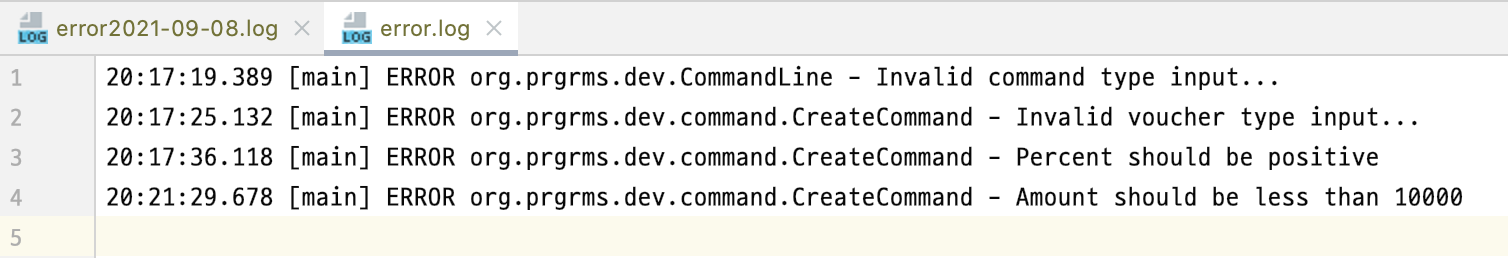 LOG error2021-09-08.log × LOG error.log ×
1 20:17:19.389 [main] ERROR org.prgrms.dev.CommandLine - Invalid command type input...
2 20:17:25.132 [main] ERROR org.prgrms.dev.command.CreateCommand - Invalid voucher type input...
3 20:17:36.118 [main] ERROR org.prgrms.dev.command.CreateCommand - Percent should be positive
4 20:21:29.678 [main] ERROR org.prgrms.dev.command.CreateCommand - Amount should be less than 10000
5